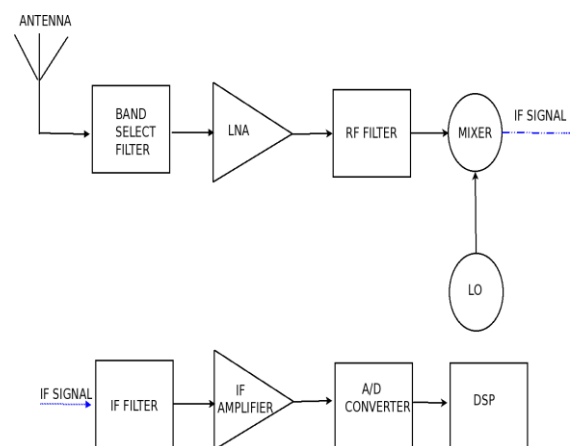 ANTENNA
BAND
SELECT
FILTER
LNA
RF FILTER
MIXER
IF SIGNAL
LO
IF SIGNAL
IF FILTER
IF
AMPLIFIER
A/D
CONVERTER
DSP